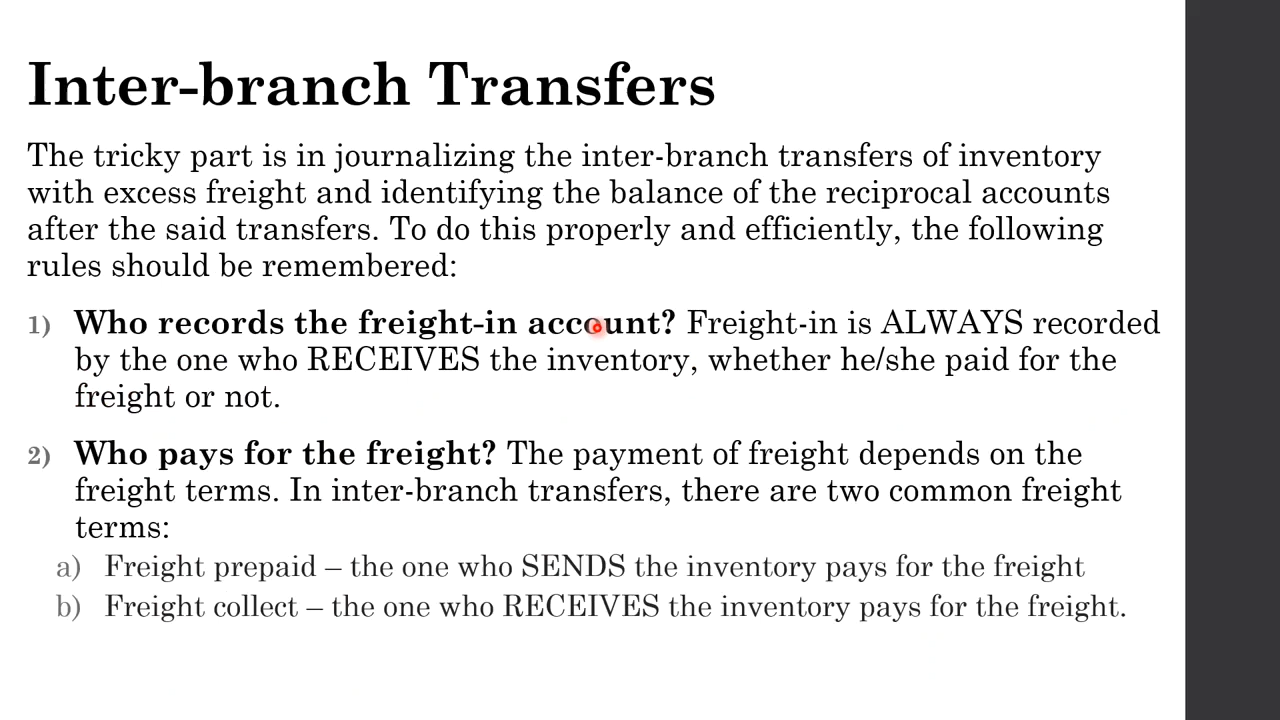 Inter-branch Transfers
The tricky part is in journalizing the inter-branch transfers of inventory
with excess freight and identifying the balance of the reciprocal accounts
after the said transfers. To do this properly and efficiently, the following
rules should be remembered:
1) Who records the freight-in account? Freight-in is ALWAYS recorded
by the one who RECEIVES the inventory, whether he/she paid for the
freight or not.
2) Who pays for the freight? The payment of freight depends on the
freight terms. In inter-branch transfers, there are two common freight
terms:
a) Freight prepaid – the one who SENDS the inventory pays for the freight
b) Freight collect – the one who RECEIVES the inventory pays for the freight.